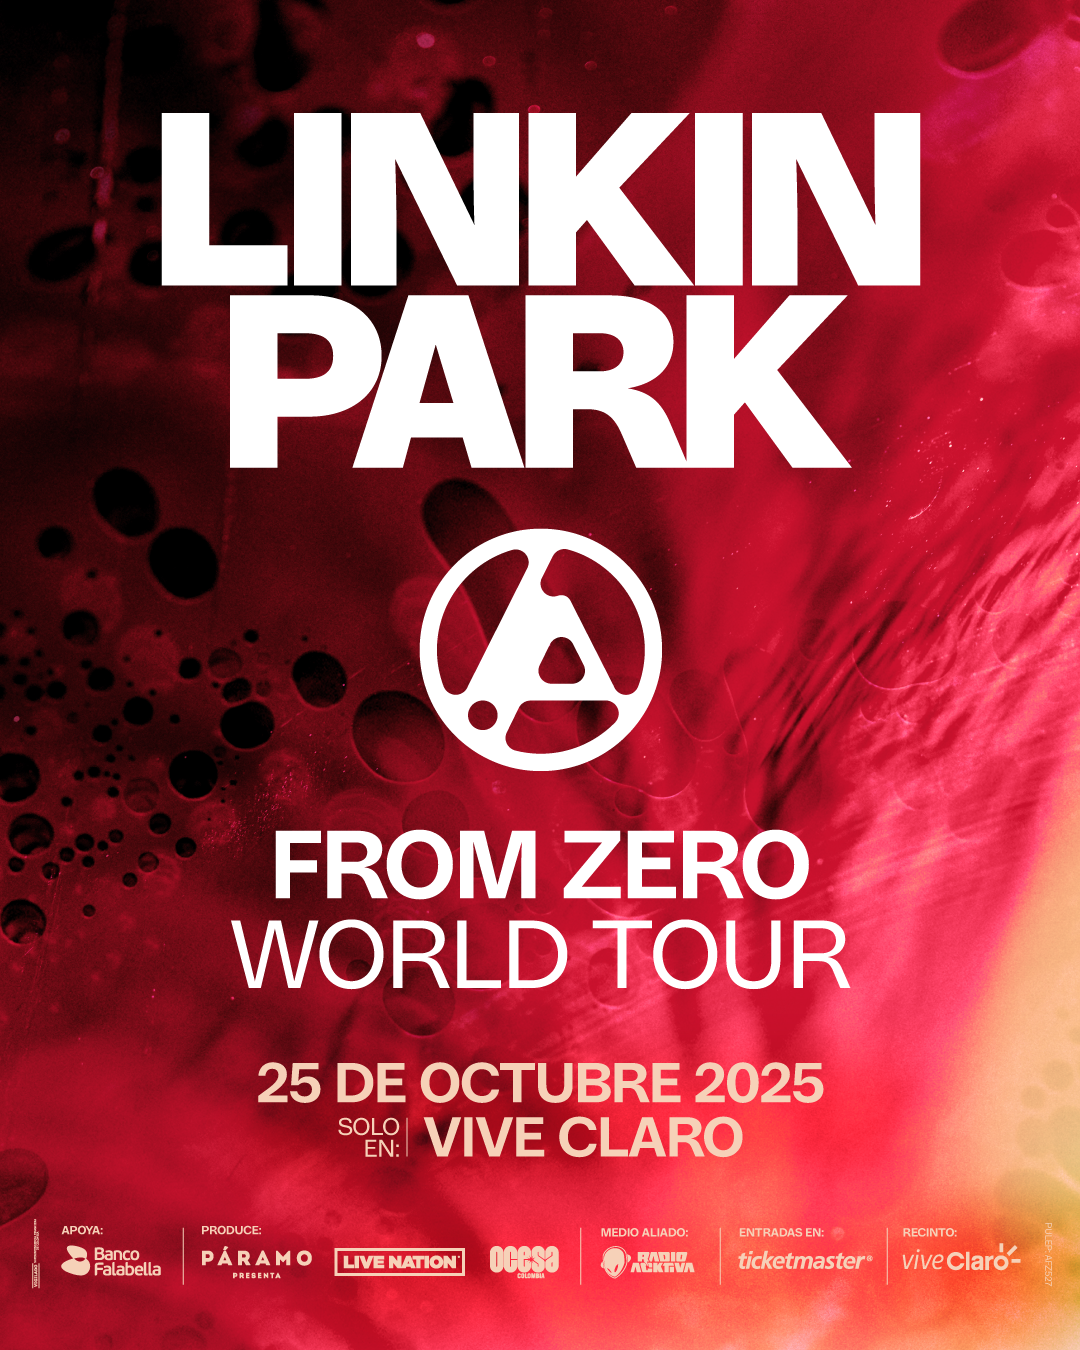 LINKIN
PARK
FROM ZERO
WORLD TOUR
25 DE OCTUBRE 2025
SOLO EN: VIVE CLARO
APOYA:
Banco Falabella
PRODUCE:
PÁRAMO
PRESENTA
LIVE NATION
OCESA
COLOMBIA
MEDIO ALIADO:
RADIO ACKTIVA
ENTRADAS EN:
ticketmaster®
RECINTO:
vive Claro